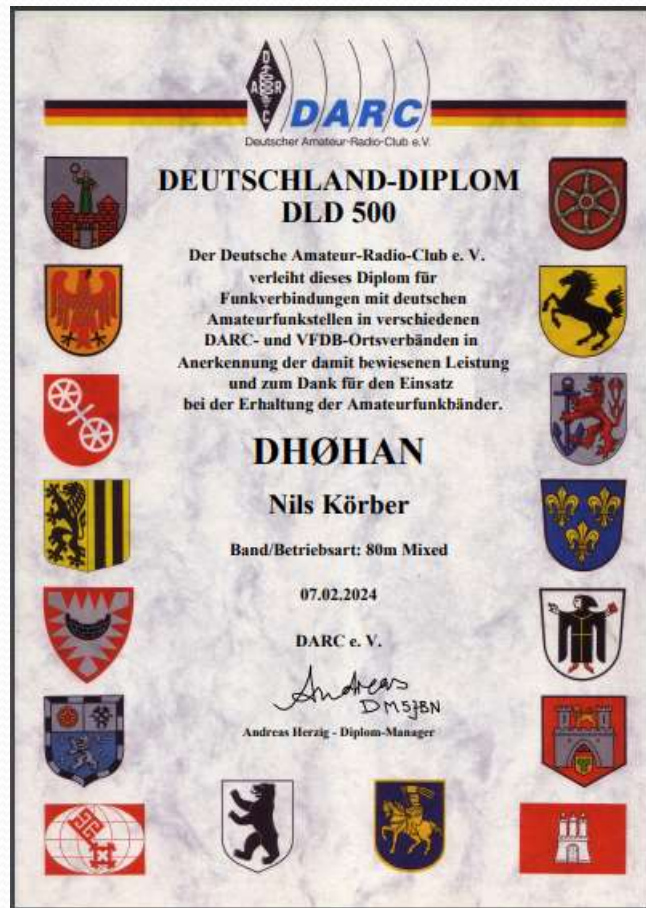 D
A R
C
DARC
Deutscher Amateur-Radio-Club e.V.
DEUTSCHLAND-DIPLOM
DLD 500
Der Deutsche Amateur-Radio-Club e. V.
verleiht dieses Diplom für
Funkverbindungen mit deutschen
Amateurfunkstellen in verschiedenen
DARC- und VFDB-Ortsverbänden in
Anerkennung der damit bewiesenen Leistung
und zum Dank für den Einsatz
bei der Erhaltung der Amateurfunkbänder.
DHØHAN
Nils Körber
Band/Betriebsart: 80m Mixed
07.02.2024
DARC e. V.
Andreas
DM5JBN
Andreas Herzig - Diplom-Manager